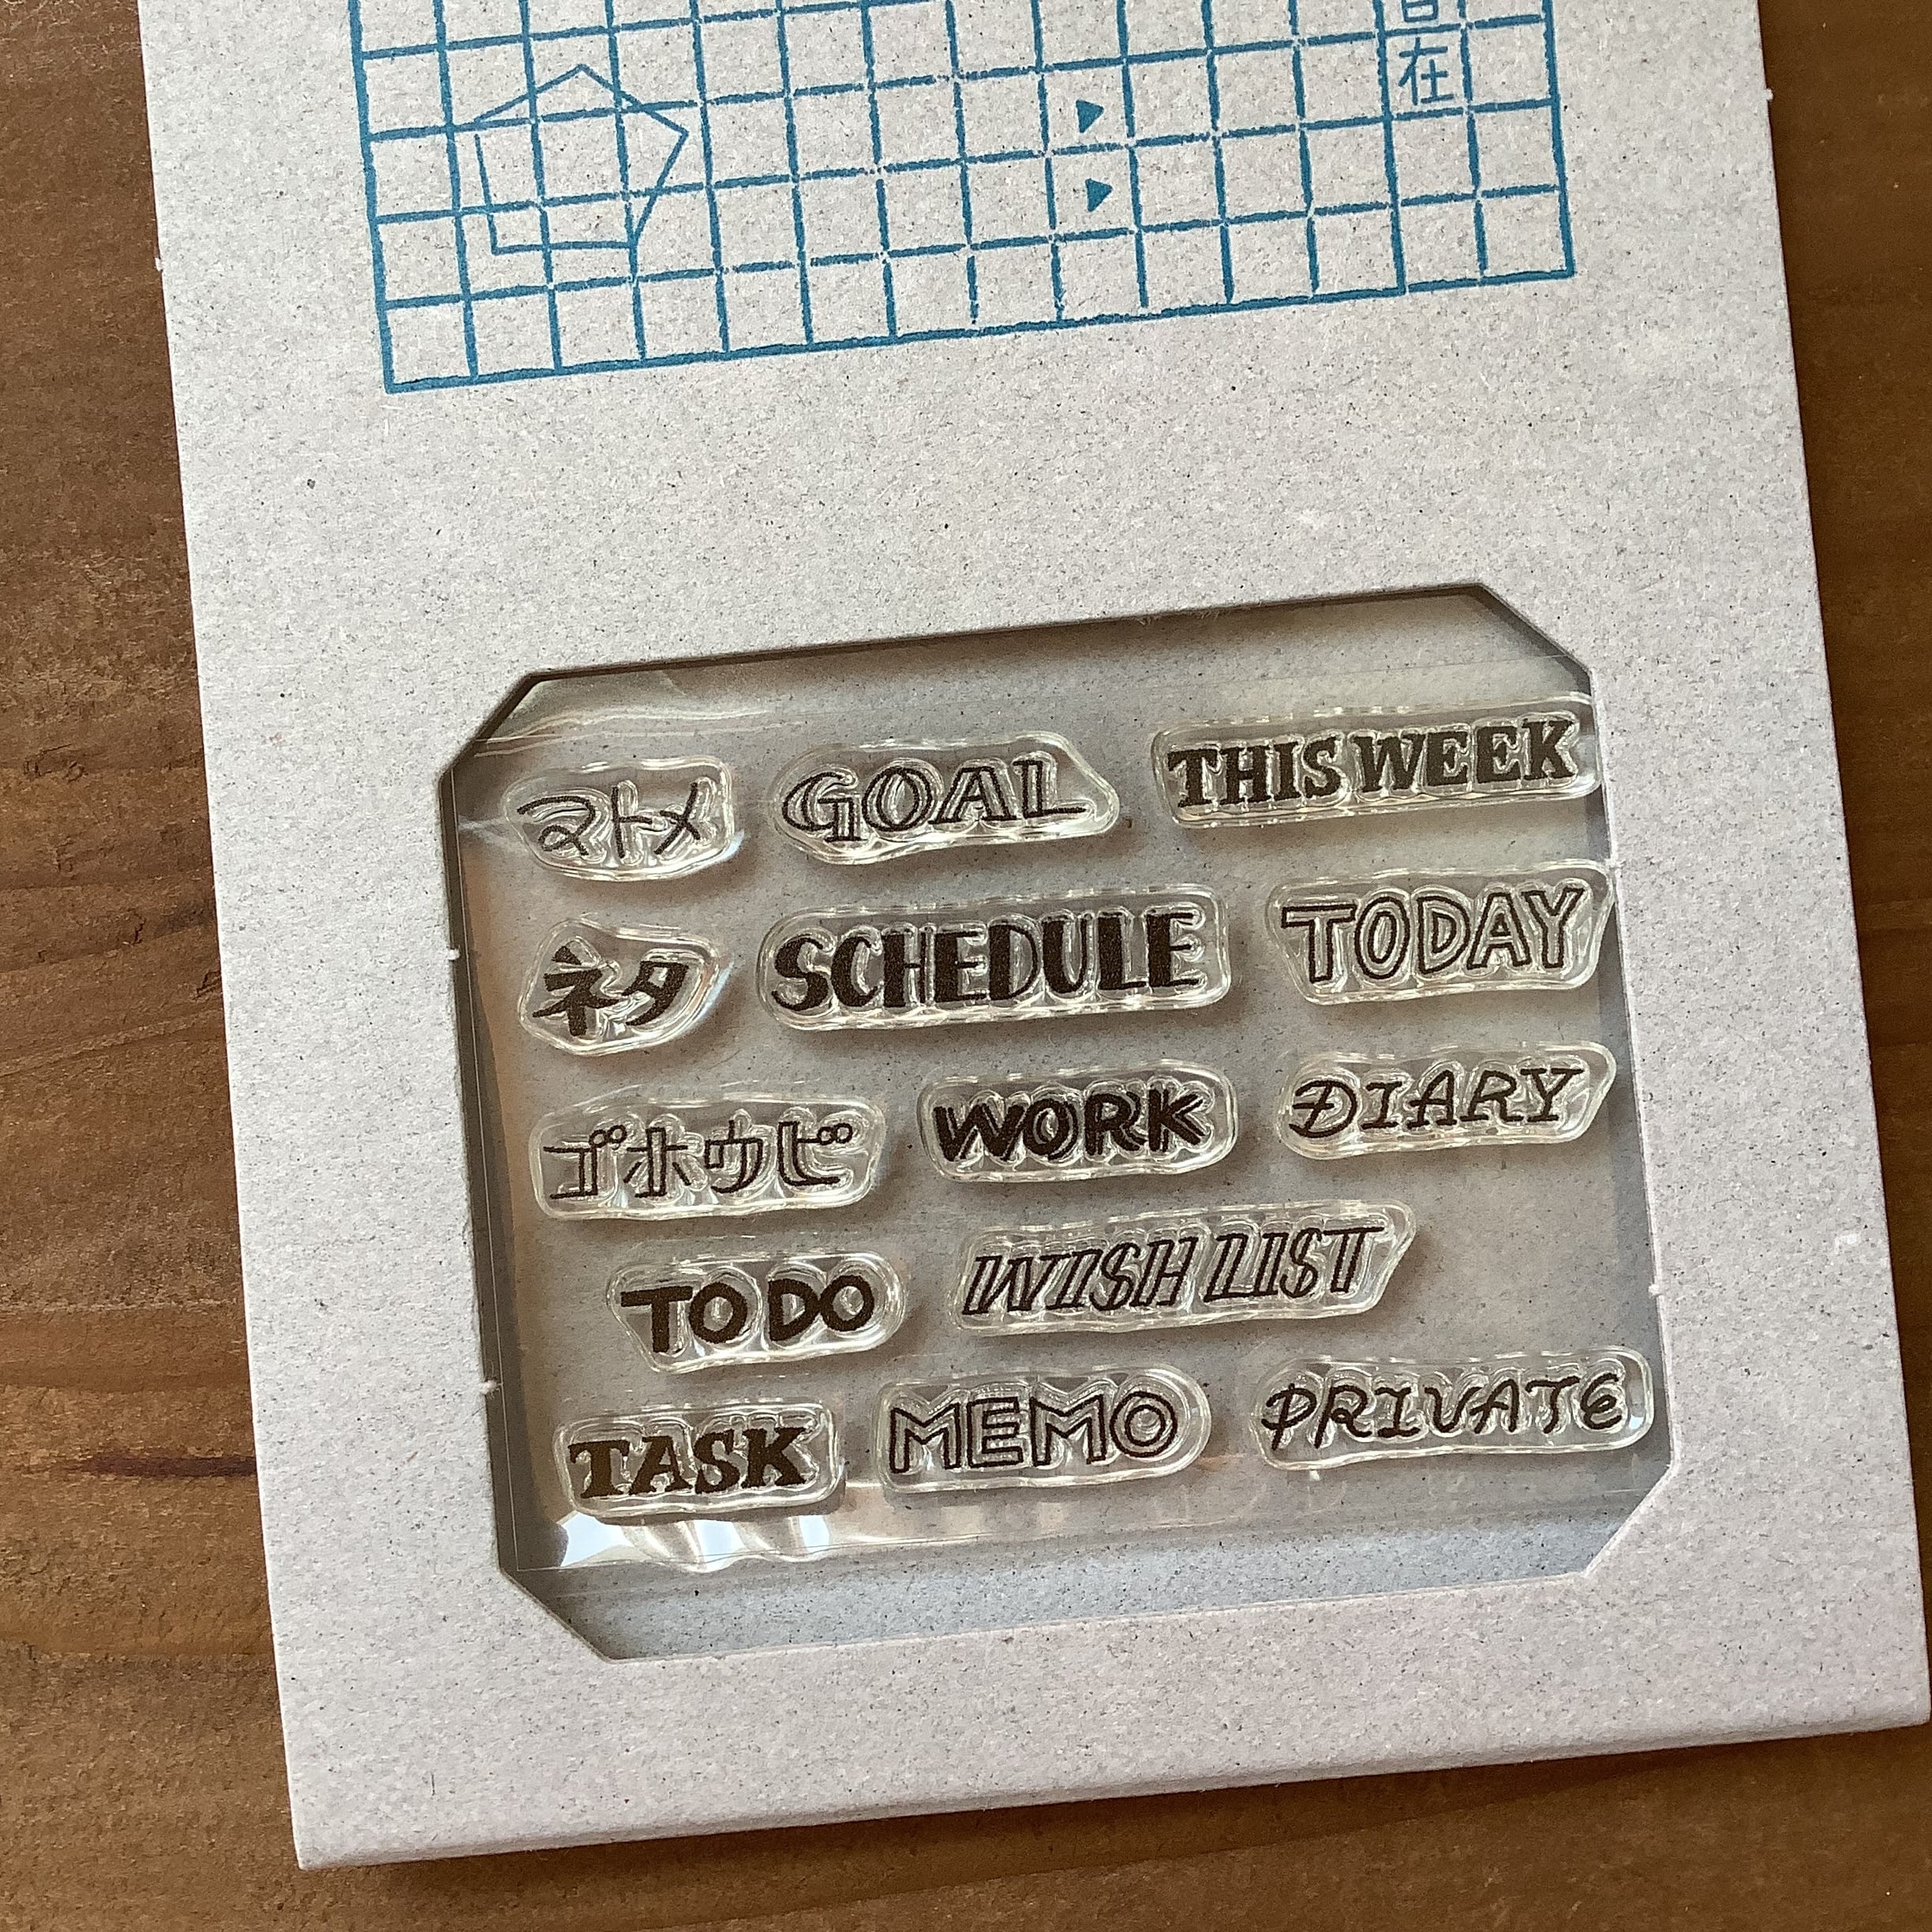 在
マトメ GOAL THIS WEEK
ネタ SCHEDULE TODAY
ゴホウビ WORK DIARY
TO DO WISH LIST
TASK MEMO PRIVATE